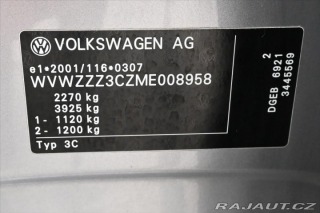 VOLKSWAGEN AG
e1*2001/116*0307
WVWZZZ3CZME008958
2270 kg
3925 kg
1 - 1120 kg
2 - 1200 kg
Typ 3C
2
DGEB 6921
3445569
RAJAUT.CZ